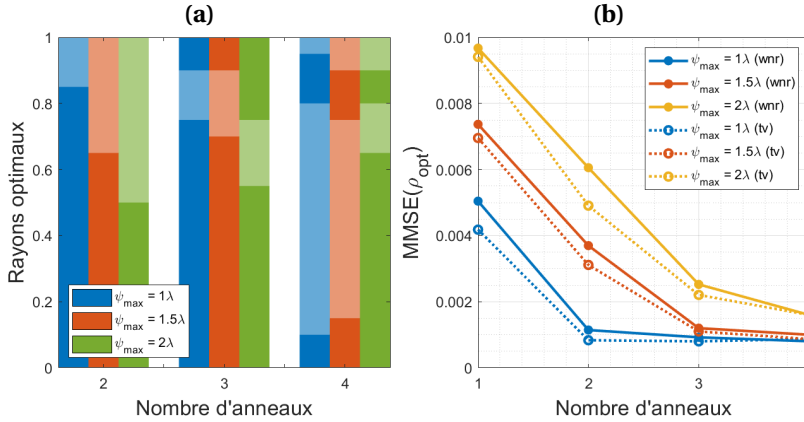 (a)
1
0.8
0.6
0.4
0.2
0
Rayons optimaux
ψmax = 1λ
ψmax = 1.5λ
ψmax = 2λ
2 3 4
Nombre d'anneaux
(b)
0.01
0.008
0.006
0.004
0.002
0
MMSE(ρopt)
ψmax = 1λ (wnr)
ψmax = 1.5λ (wnr)
ψmax = 2λ (wnr)
ψmax = 1λ (tv)
ψmax = 1.5λ (tv)
ψmax = 2λ (tv)
1 2 3
Nombre d'anneaux